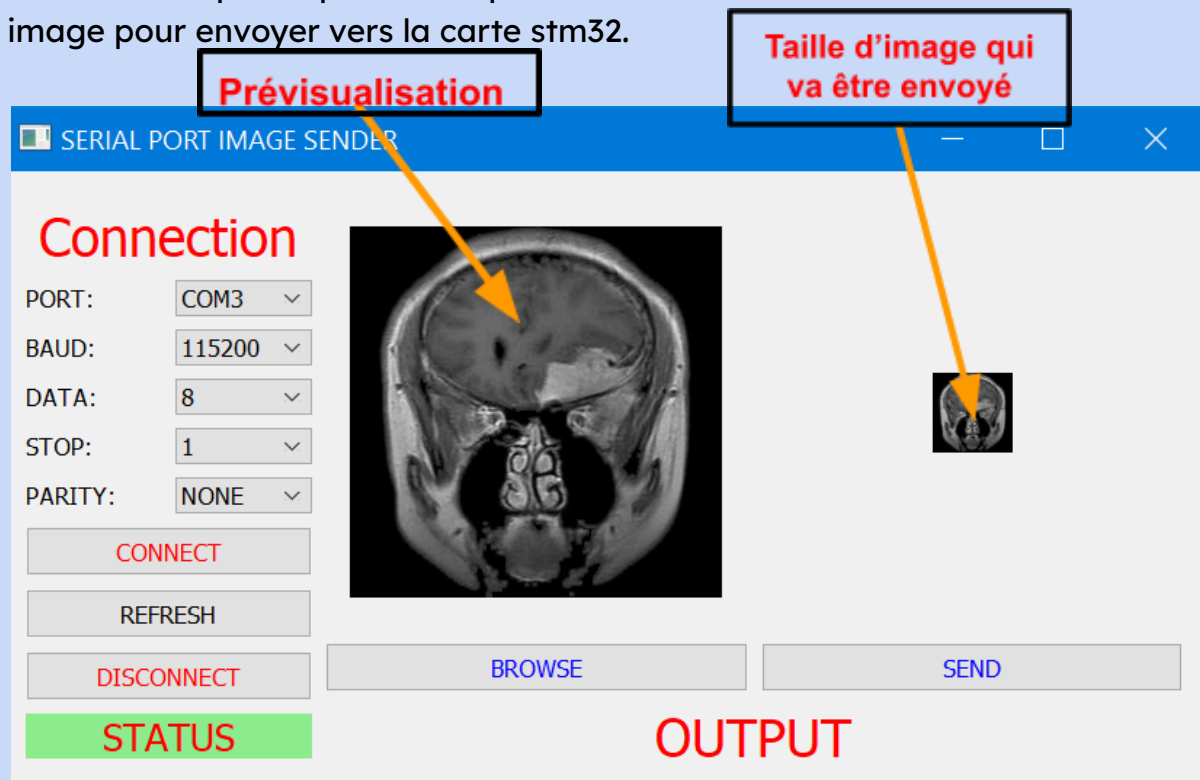 image pour envoyer vers la carte stm32.
Prévisualisation
Taille d'image qui
va être envoyé
SERIAL PORT IMAGE SENDER
Connection
PORT: COM3
BAUD: 115200
DATA: 8
STOP: 1
PARITY: NONE
CONNECT
REFRESH
DISCONNECT
BROWSE
SEND
STATUS
OUTPUT